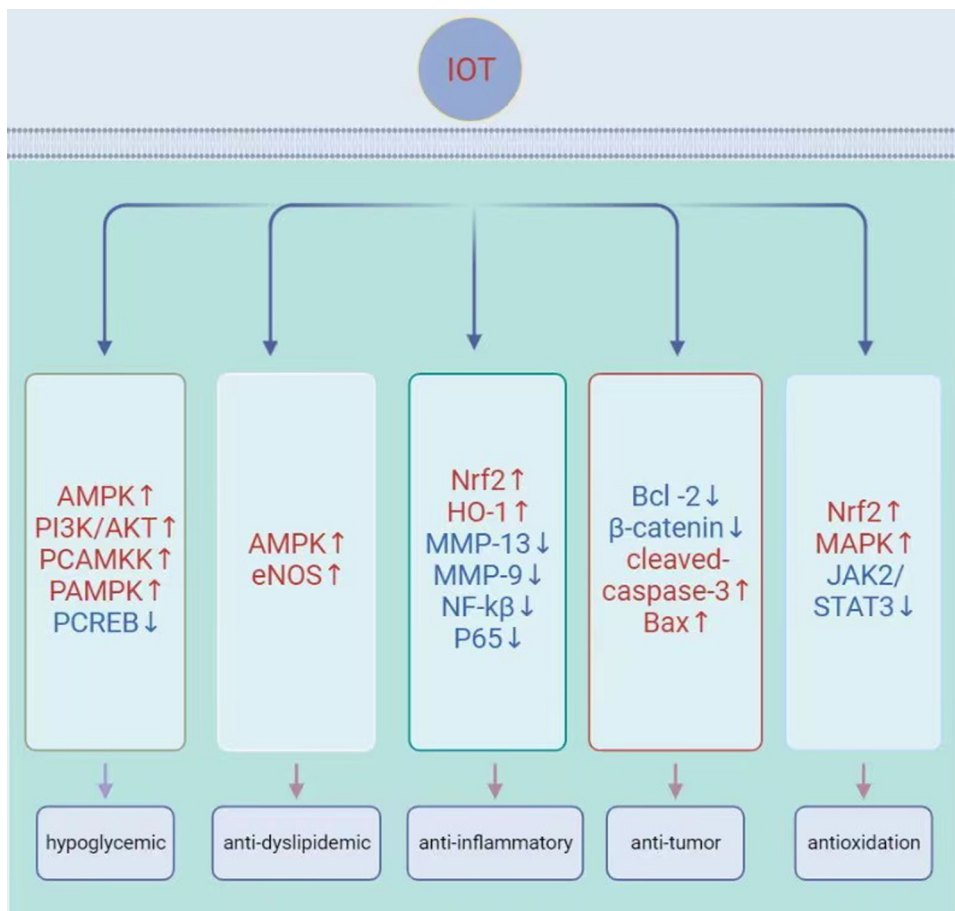 IOT
AMPK↑
PI3K/AKT↑
PCAMKK↑
PAMPK↑
PCREB↓
AMPK↑
eNOS↑
Nrf2↑
HO-1↑
MMP-13↓
MMP-9↓
NF-kβ↓
P65↓
Bcl -2↓
β-catenin↓
cleaved-
caspase-3↑
Bax↑
Nrf2↑
MAPK↑
JAK2/
STAT3↓
hypoglycemic
anti-dyslipidemic
anti-inflammatory
anti-tumor
antioxidation